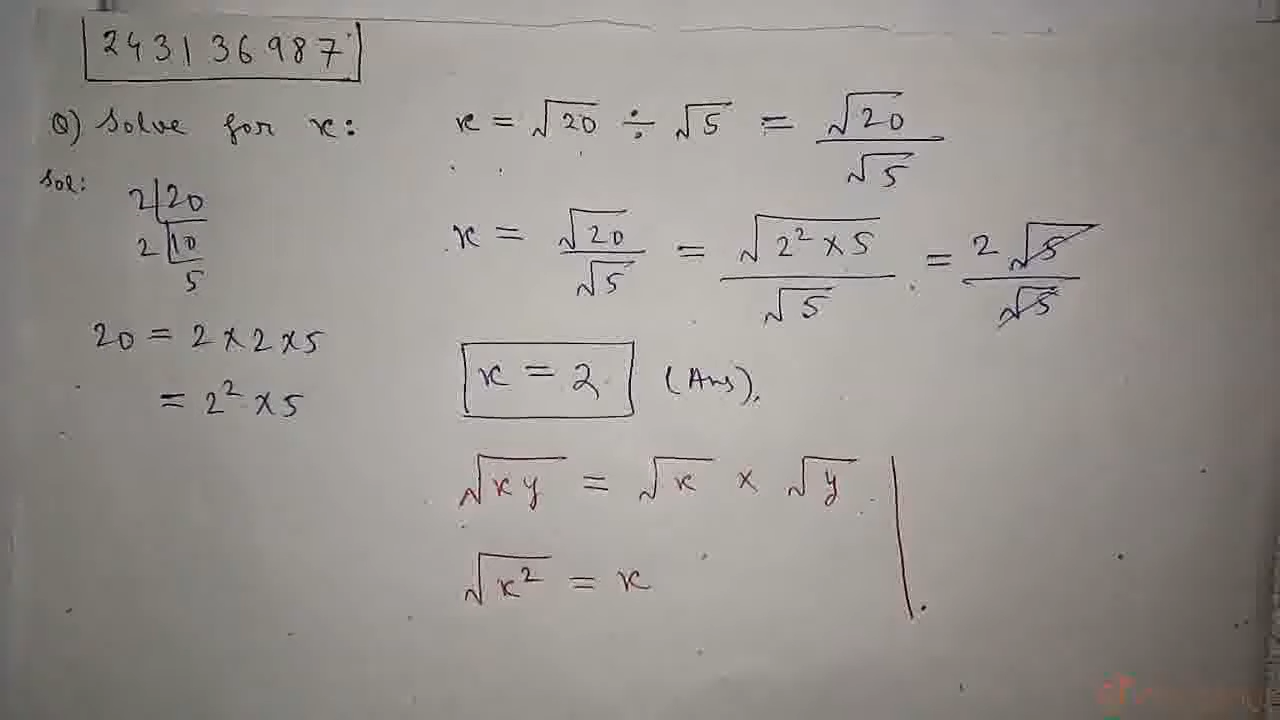 243136987
Q) Solve for x: x = √20 ÷ √5 = √20/√5
Sol:
2|20
2|10
5
20 = 2×2×5
= 2²×5
x = √20/√5 = √(2²×5)/√5 = 2√5/√5
x = 2 (Ans).
√(xy) = √x × √y
√(x²) = x